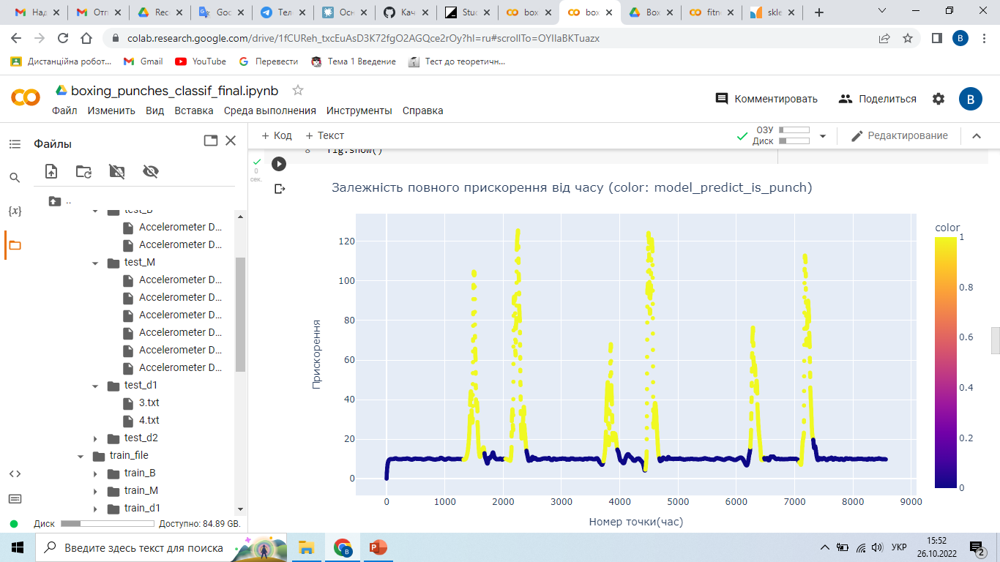 Над
Отп
Rec
Goc
Теле
Осн
Кач
Stuc
box
box
Box
fitn
skle
colab.research.google.com/drive/1fCUReh_txcEuAsD3K72fgO2AGQce2rOy?hl=ru#scrollTo=OYIIaBKTuazx
B
Дистанційна робот...
Gmail
YouTube
Перевести
Тема 1 Введение
Тест до теоретичн...
boxing_punches_classif_final.ipynb
Файл Изменить Вид Вставка Среда выполнения Инструменты Справка
Комментировать
Поделиться
B
Файлы
+ Код + Текст
ОЗУ
Диск
Редактирование
8 fig.show()
0
сек.
{x}
..
test_B
Accelerometer D...
Accelerometer D...
test_M
Accelerometer D...
Accelerometer D...
Accelerometer D...
Accelerometer D...
Accelerometer D...
Accelerometer D...
test_d1
3.txt
4.txt
test_d2
train_file
train_B
train_M
train_d1
Диск Доступно: 84.89 GB.
Залежність повного прискорення від часу (color: model_predict_is_punch)
Прискорення
120
100
80
60
40
20
0
0 1000 2000 3000 4000 5000 6000 7000 8000 9000
Номер точки(час)
color
1
0.8
0.6
0.4
0.2
0
Введите здесь текст для поиска
УКР
15:52
26.10.2022
2